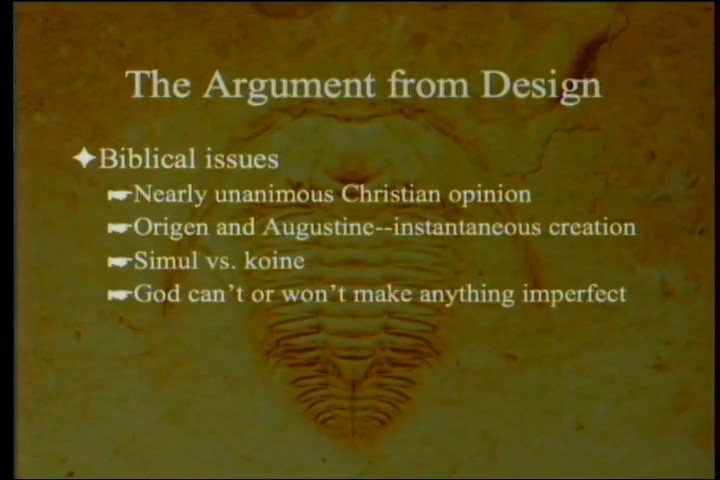 The Argument from Design
Biblical issues
Nearly unanimous Christian opinion
Origen and Augustine--instantaneous creation
Simul vs. koine
God can't or won't make anything imperfect